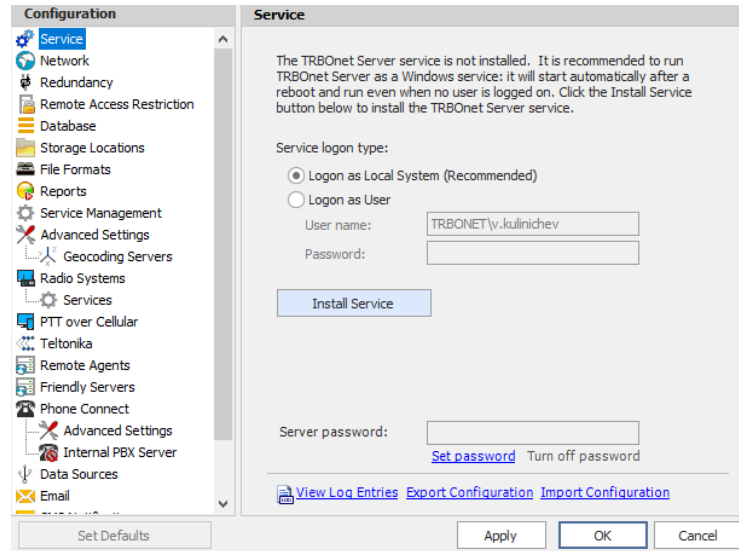 Configuration
Service
Network
Redundancy
Remote Access Restriction
Database
Storage Locations
File Formats
Reports
Service Management
Advanced Settings
Geocoding Servers
Radio Systems
Services
PTT over Cellular
Teltonika
Remote Agents
Friendly Servers
Phone Connect
Advanced Settings
Internal PBX Server
Data Sources
Email
Set Defaults
Service
The TRBOnet Server service is not installed. It is recommended to run
TRBOnet Server as a Windows service: it will start automatically after a
reboot and run even when no user is logged on. Click the Install Service
button below to install the TRBOnet Server service.
Service logon type:
Logon as Local System (Recommended)
Logon as User
User name: TRBONET\v.kulinichev
Password:
Install Service
Server password:
Set password Turn off password
View Log Entries Export Configuration Import Configuration
Apply OK Cancel